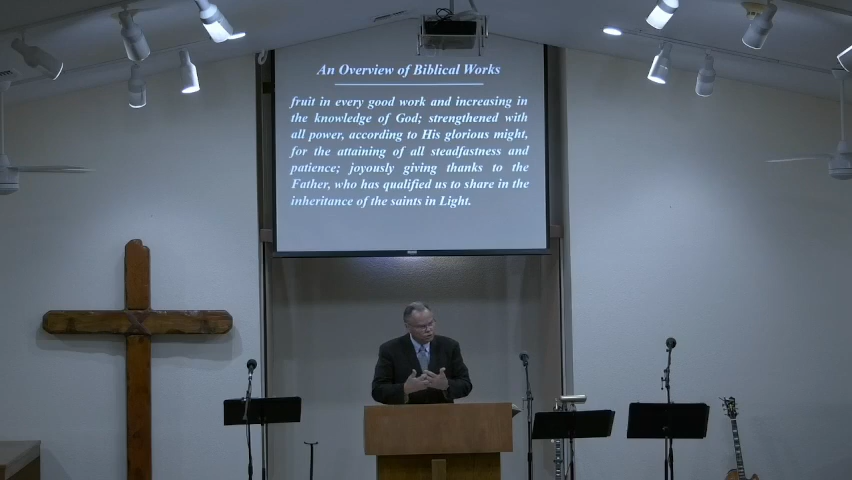 An Overview of Biblical Works
fruit in every good work and increasing in
the knowledge of God; strengthened with
all power, according to His glorious might,
for the attaining of all steadfastness and
patience; joyously giving thanks to the
Father, who has qualified us to share in the
inheritance of the saints in Light.